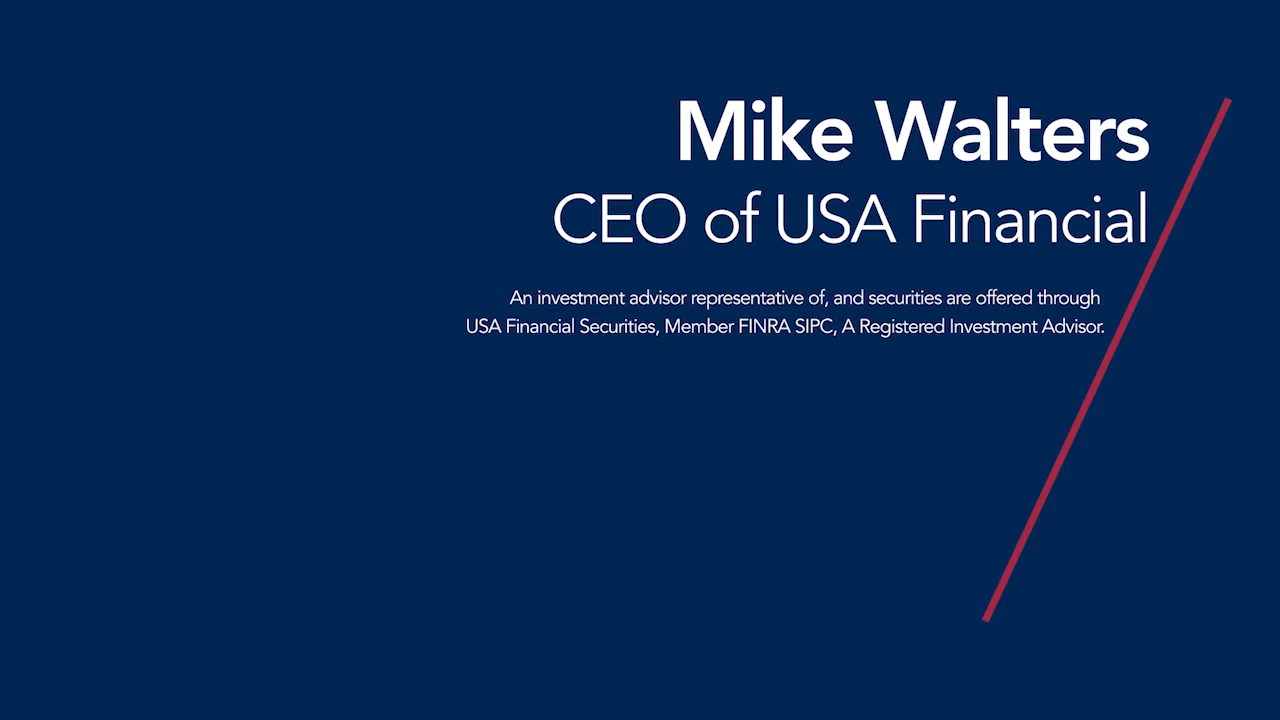 Mike Walters
CEO of USA Financial
An investment advisor representative of, and securities are offered through
USA Financial Securities, Member FINRA SIPC, A Registered Investment Advisor.